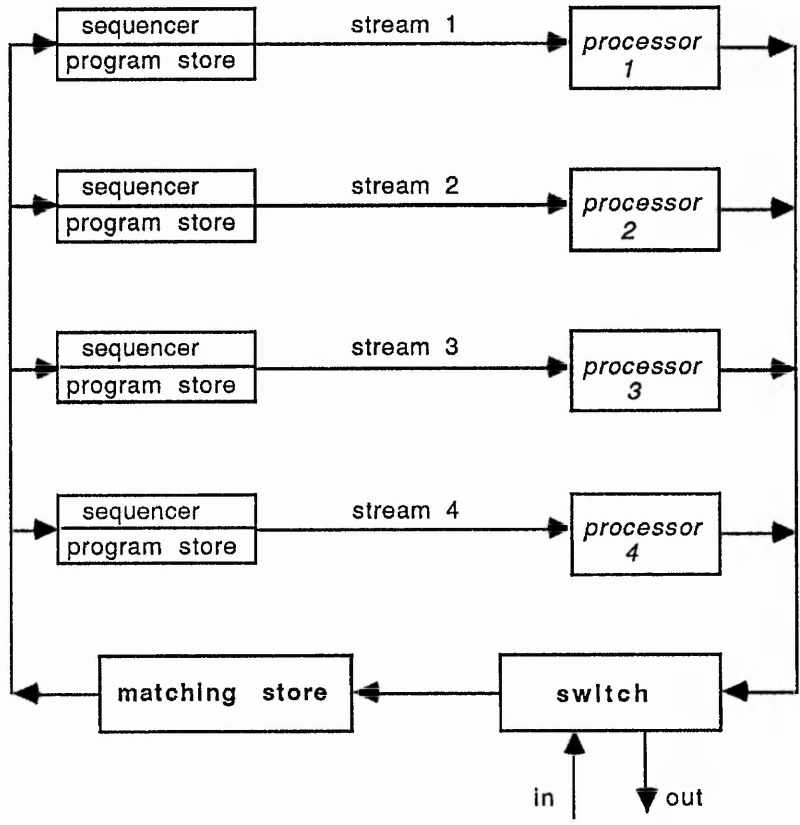 sequencer
program store
stream 1
processor
1
sequencer
program store
stream 2
processor
2
sequencer
program store
stream 3
processor
3
sequencer
program store
stream 4
processor
4
matching store
switch
in
out